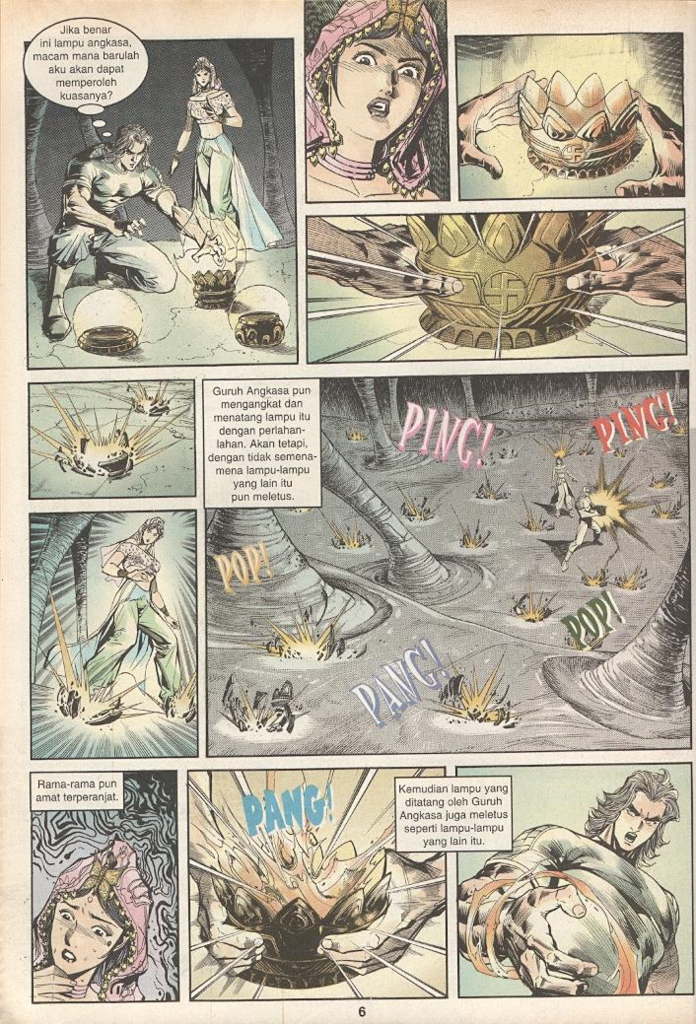 Jika benar
ini lampu angkasa,
macam mana barulah
aku akan dapat
memperoleh
kuasanya?
Guruh Angkasa pun
mengangkat dan
menatang lampu itu
dengan perlahan-
lahan. Akan tetapi,
dengan tidak semena-
mena lampu-lampu
yang lain itu
pun meletus.
PING!
PING!
POP!
POP!
PANG!
Rama-rama pun
amat terperanjat.
PANG!
Kemudian lampu yang
ditatang oleh Guruh
Angkasa juga meletus
seperti lampu-lampu
yang lain itu.
6